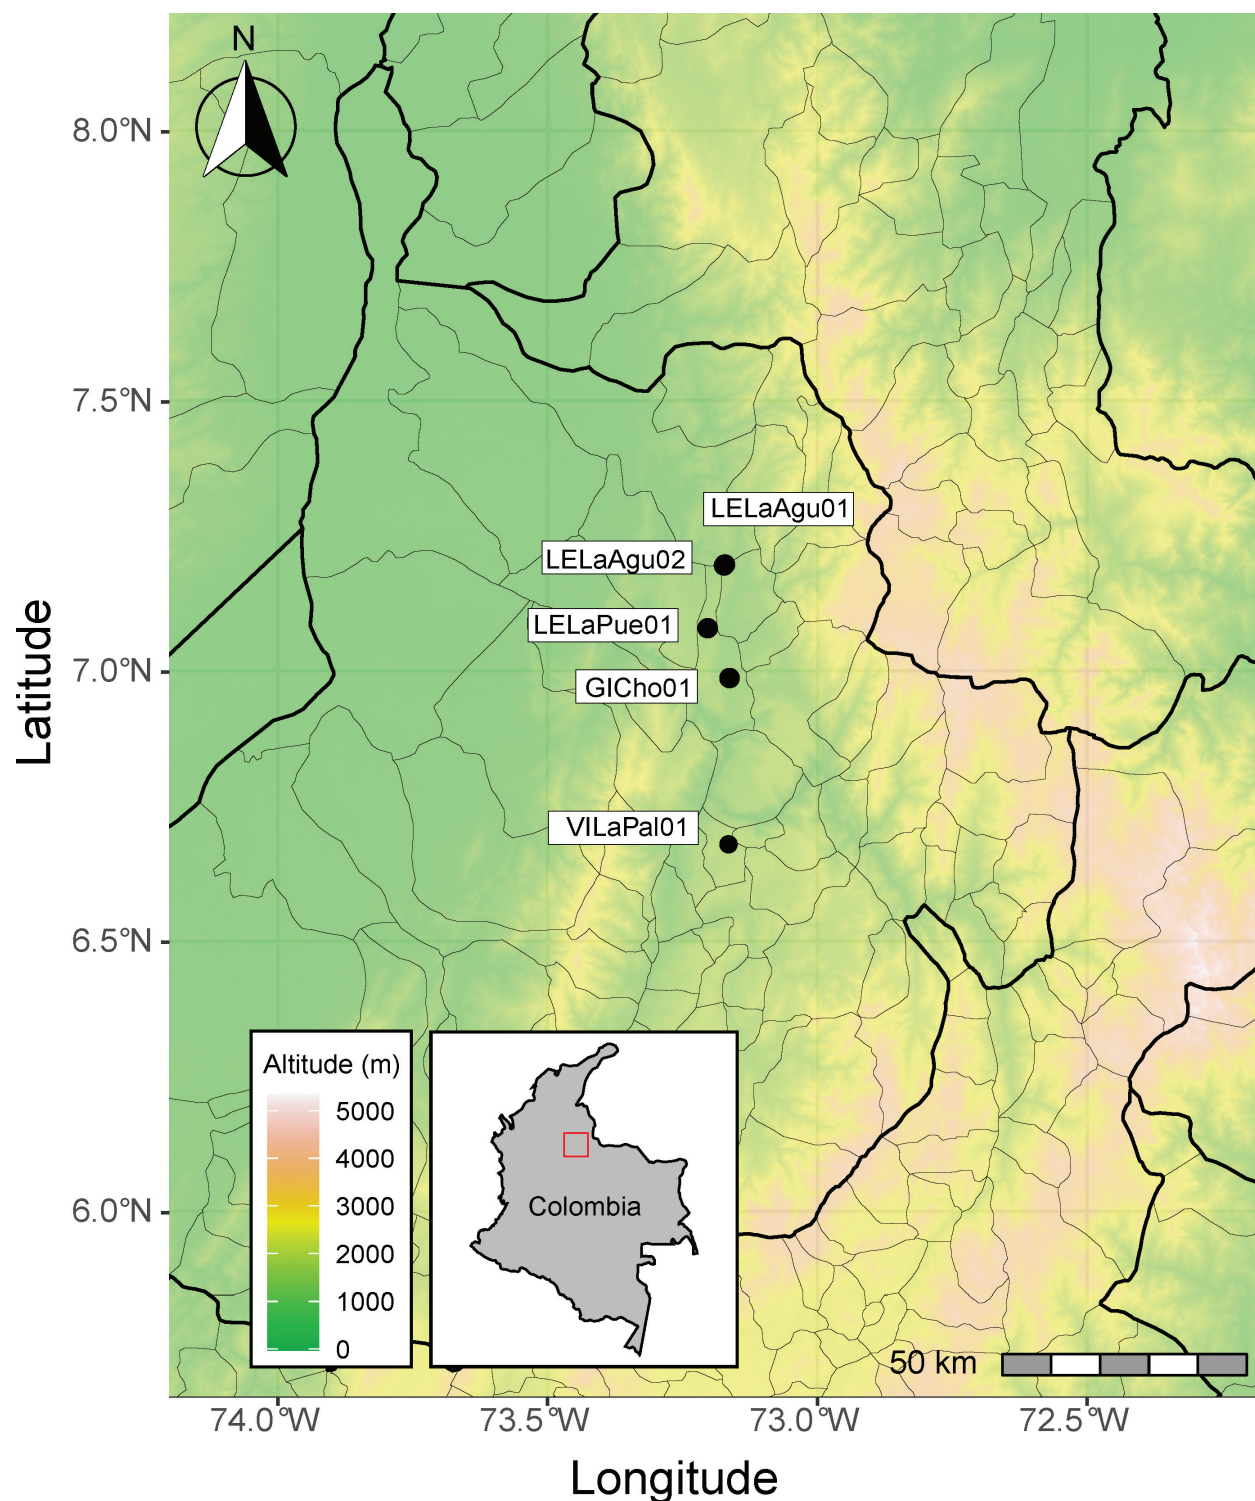 N
8.0°N
7.5°N
7.0°N
6.5°N
6.0°N
Latitude
LELaAgu01
LELaAgu02
LELaPue01
GICho01
VILaPal01
Altitude (m)
5000
4000
3000
2000
1000
0
Colombia
50 km
74.0°W
73.5°W
73.0°W
72.5°W
Longitude